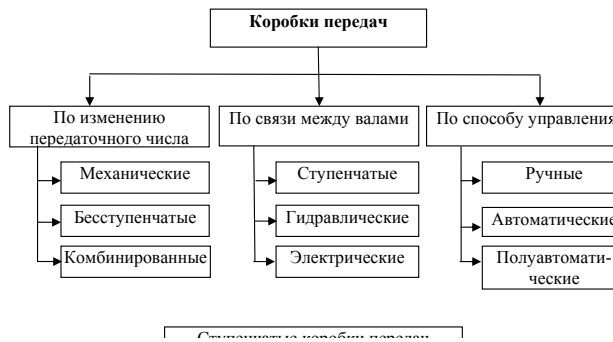 Коробки передач
По изменению
передаточного числа
По связи между валами
По способу управления
Механические
Ступенчатые
Ручные
Бесступенчатые
Гидравлические
Автоматические
Комбинированные
Электрические
Полуавтомати-
ческие
Ступенчатые коробки передач